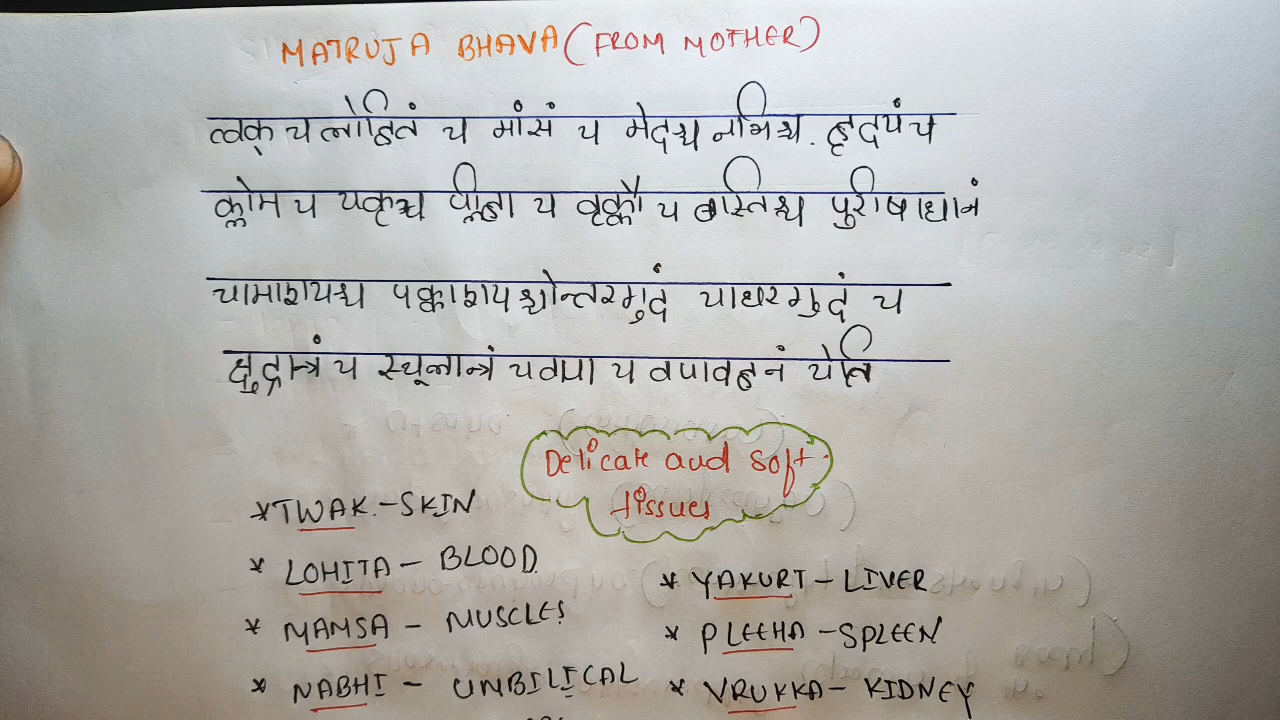 MATRUJA BHAVA (FROM MOTHER)
त्वक् च लोहितं च मांसं च मेदश्च नाभिश्च. हृदयं च
क्लोम च यकृच्च प्लीहा च वृक्कौ च बस्तिश्च पुरीषाधानं
चामाशयश्च पक्वाशयश्चोत्तरगुदं चाधरगुदं च
क्षुद्रान्त्रं च स्थूलान्त्रं च वपा च वपावहनं चेति
Delicate and soft
tissues
*TWAK.-SKIN
* LOHITA - BLOOD
* MAMSA - MUSCLES
* NABHI - UMBILICAL
* YAKURT - LIVER
* PLEEHA - SPLEEN
* VRUKKA - KIDNEY